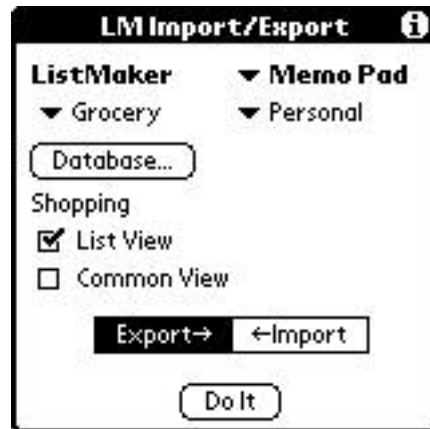 LM Import/Export
ListMaker Memo Pad
Grocery Personal
Database...
Shopping
List View
Common View
Export→ ←Import
Do It